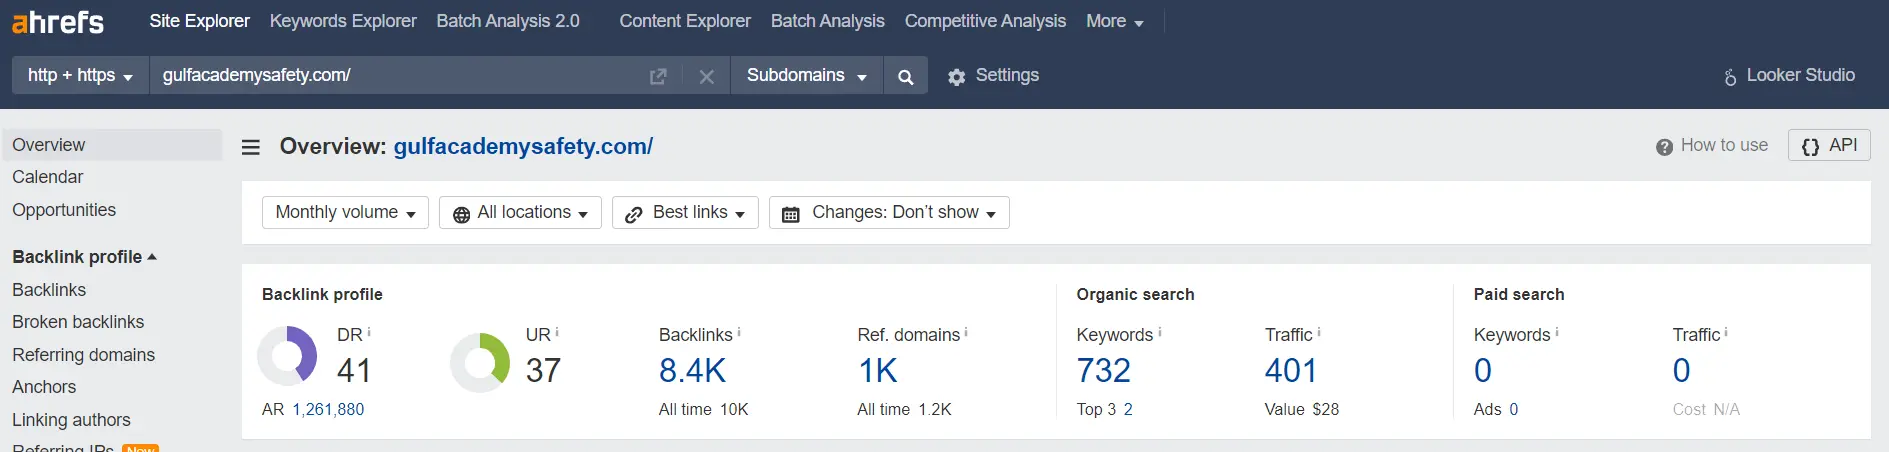 ahrefs Site Explorer Keywords Explorer Batch Analysis 2.0 Content Explorer Batch Analysis Competitive Analysis More
http + https gulfacademysafety.com/ Subdomains Settings Looker Studio
Overview
Calendar
Opportunities
Backlink profile
Backlinks
Broken backlinks
Referring domains
Anchors
Linking authors
Referring IPs New
Overview: gulfacademysafety.com/ How to use {} API
Monthly volume All locations Best links Changes: Don't show
Backlink profile
DR i
41
AR 1,261,880
UR i
37
Backlinks i
8.4K
All time 10K
Ref. domains i
1K
All time 1.2K
Organic search
Keywords i
732
Top 3 2
Traffic i
401
Value $28
Paid search
Keywords i
0
Ads 0
Traffic i
0
Cost N/A